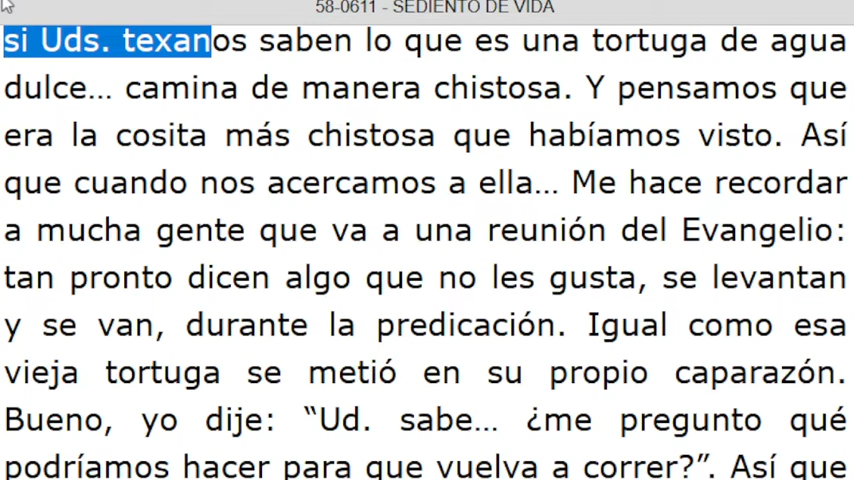 58-0611 - SEDIENTO DE VIDA
si Uds. texanos saben lo que es una tortuga de agua
dulce… camina de manera chistosa. Y pensamos que
era la cosita más chistosa que habíamos visto. Así
que cuando nos acercamos a ella… Me hace recordar
a mucha gente que va a una reunión del Evangelio:
tan pronto dicen algo que no les gusta, se levantan
y se van, durante la predicación. Igual como esa
vieja tortuga se metió en su propio caparazón.
Bueno, yo dije: “Ud. sabe… ¿me pregunto qué
podríamos hacer para que vuelva a correr?”. Así que